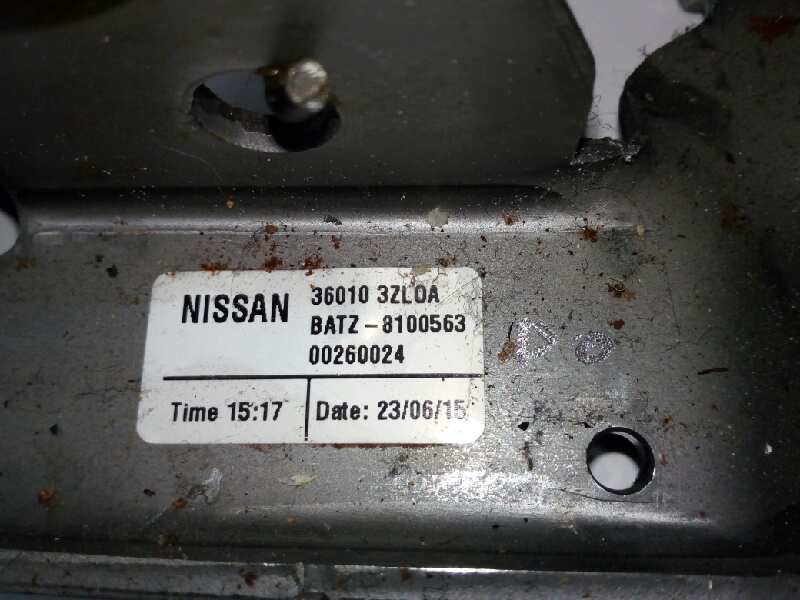 NISSAN 36010 3ZL0A
BATZ-8100563
00260024
Time 15:17 Date: 23/06/15